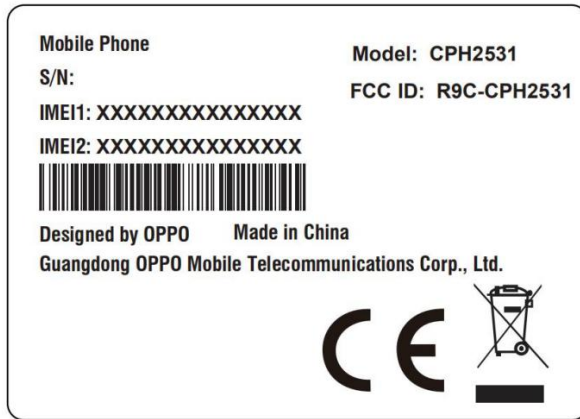 Mobile Phone
Model: CPH2531
S/N:
FCC ID: R9C-CPH2531
IMEI1: XXXXXXXXXXXXXXX
IMEI2: XXXXXXXXXXXXXXX
Designed by OPPO Made in China
Guangdong OPPO Mobile Telecommunications Corp., Ltd.
CE